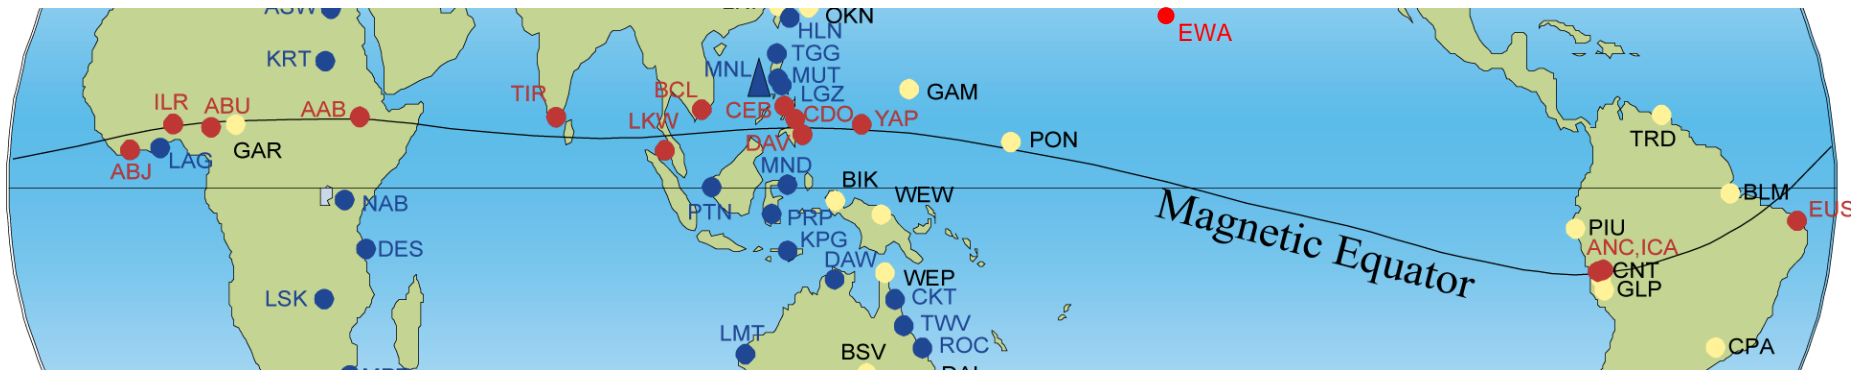 ASW
OKN
EWA
HLN
KRT
TGG
MNL
MUT
LGZ
GAM
TIR
BCL
ILR
ABU
AAB
CEB
CDO
YAP
LKW
DAV
PON
TRD
GAR
LAG
ABJ
MND
BIK
WEW
BLM
NAB
PTN
PRP
Magnetic Equator
EUS
PIU
DES
KPG
DAW
ANC,ICA
WEP
CNT
GLP
LSK
CKT
TWV
LMT
ROC
BSV
CPA